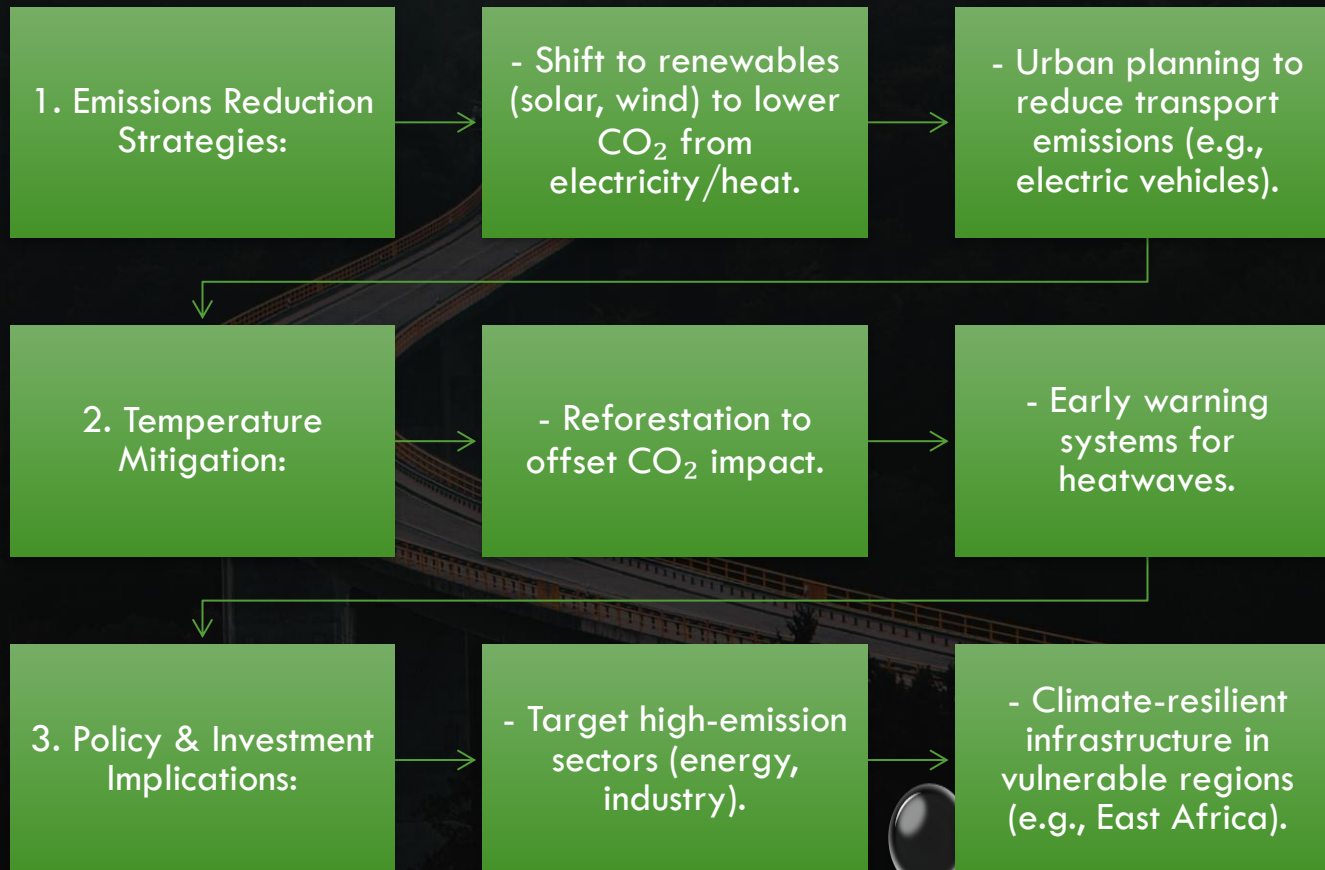 1. Emissions Reduction
Strategies:
- Shift to renewables
(solar, wind) to lower
CO₂ from
electricity/heat.
- Urban planning to
reduce transport
emissions (e.g.,
electric vehicles).
2. Temperature
Mitigation:
- Reforestation to
offset CO₂ impact.
- Early warning
systems for
heatwaves.
3. Policy & Investment
Implications:
- Target high-emission
sectors (energy,
industry).
- Climate-resilient
infrastructure in
vulnerable regions
(e.g., East Africa).